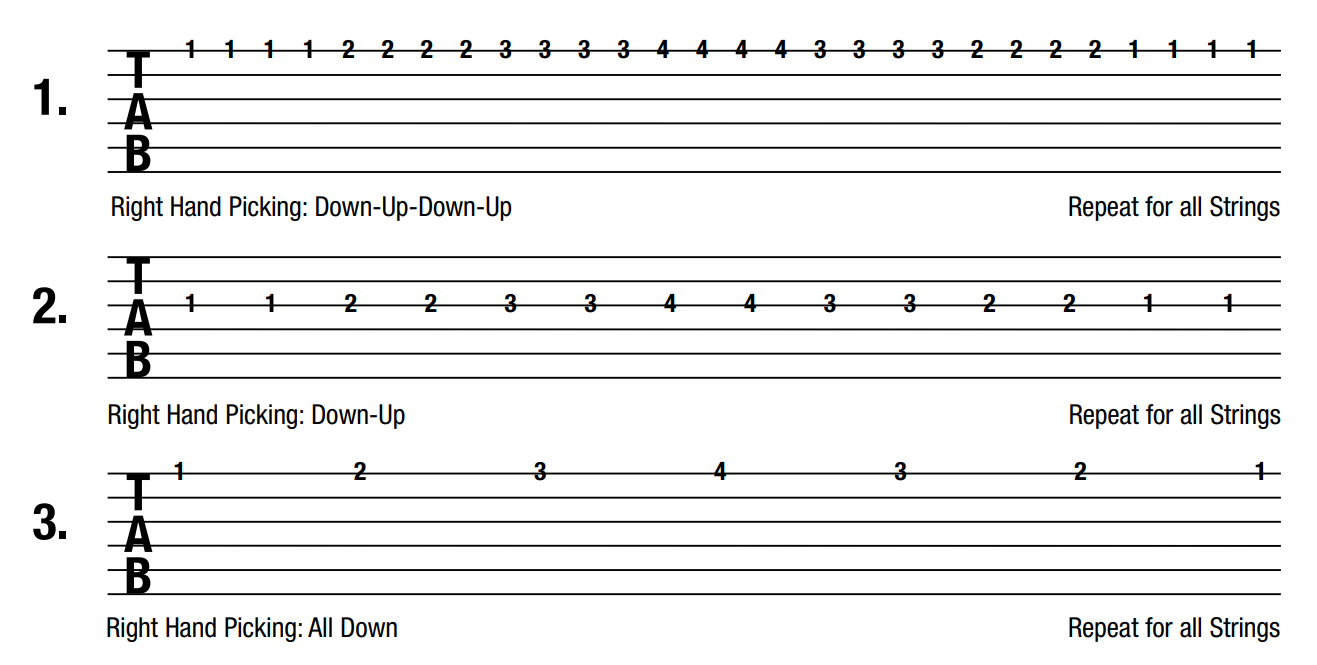 1 1 1 1 2 2 2 2 3 3 3 3 4 4 4 4 3 3 3 3 2 2 2 2 1 1 1 1
1. TAB
Right Hand Picking: Down-Up-Down-Up Repeat for all Strings
2. TAB 1 1 2 2 3 3 4 4 3 3 2 2 1 1
Right Hand Picking: Down-Up Repeat for all Strings
1 2 3 4 3 2 1
3. TAB
Right Hand Picking: All Down Repeat for all Strings